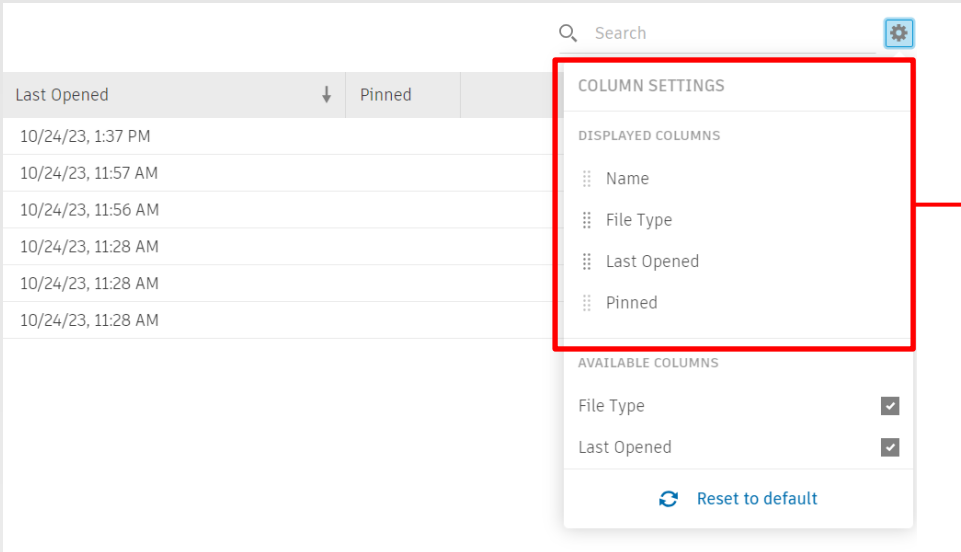 Search
Last Opened
Pinned
10/24/23, 1:37 PM
10/24/23, 11:57 AM
10/24/23, 11:56 AM
10/24/23, 11:28 AM
10/24/23, 11:28 AM
10/24/23, 11:28 AM
COLUMN SETTINGS
DISPLAYED COLUMNS
Name
File Type
Last Opened
Pinned
AVAILABLE COLUMNS
File Type
Last Opened
Reset to default